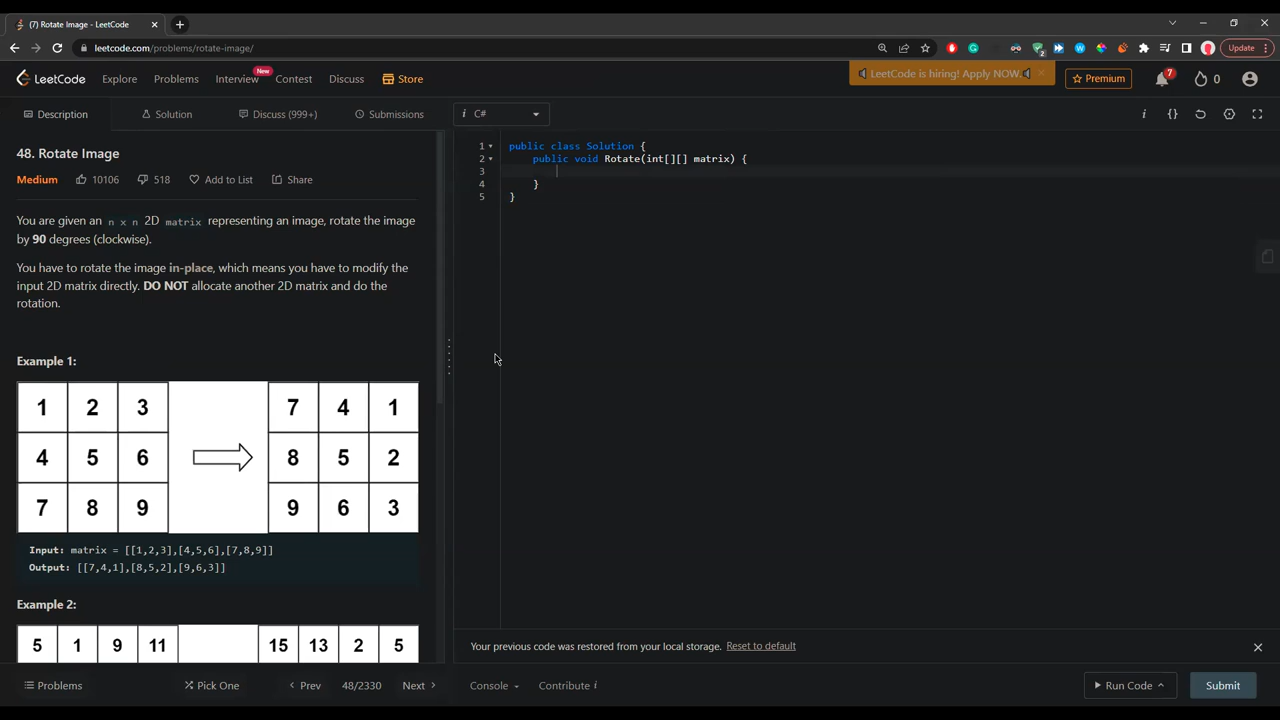 (7) Rotate Image - LeetCode
leetcode.com/problems/rotate-image/
Update
LeetCode
Explore
Problems
Interview
New
Contest
Discuss
Store
LeetCode is hiring! Apply NOW.
Premium
7
0
Description
Solution
Discuss (999+)
Submissions
i C#
48. Rotate Image
Medium
10106
518
Add to List
Share
You are given an n x n 2D matrix representing an image, rotate the image
by 90 degrees (clockwise).
You have to rotate the image in-place, which means you have to modify the
input 2D matrix directly. DO NOT allocate another 2D matrix and do the
rotation.
Example 1:
1 2 3 7 4 1
4 5 6 8 5 2
7 8 9 9 6 3
Input: matrix = [[1,2,3],[4,5,6],[7,8,9]]
Output: [[7,4,1],[8,5,2],[9,6,3]]
Example 2:
5 1 9 11 15 13 2 5
1 public class Solution {
2 public void Rotate(int[][] matrix) {
3
4 }
5 }
Your previous code was restored from your local storage. Reset to default
Problems
Pick One
Prev
48/2330
Next
Console
Contribute i
Run Code
Submit